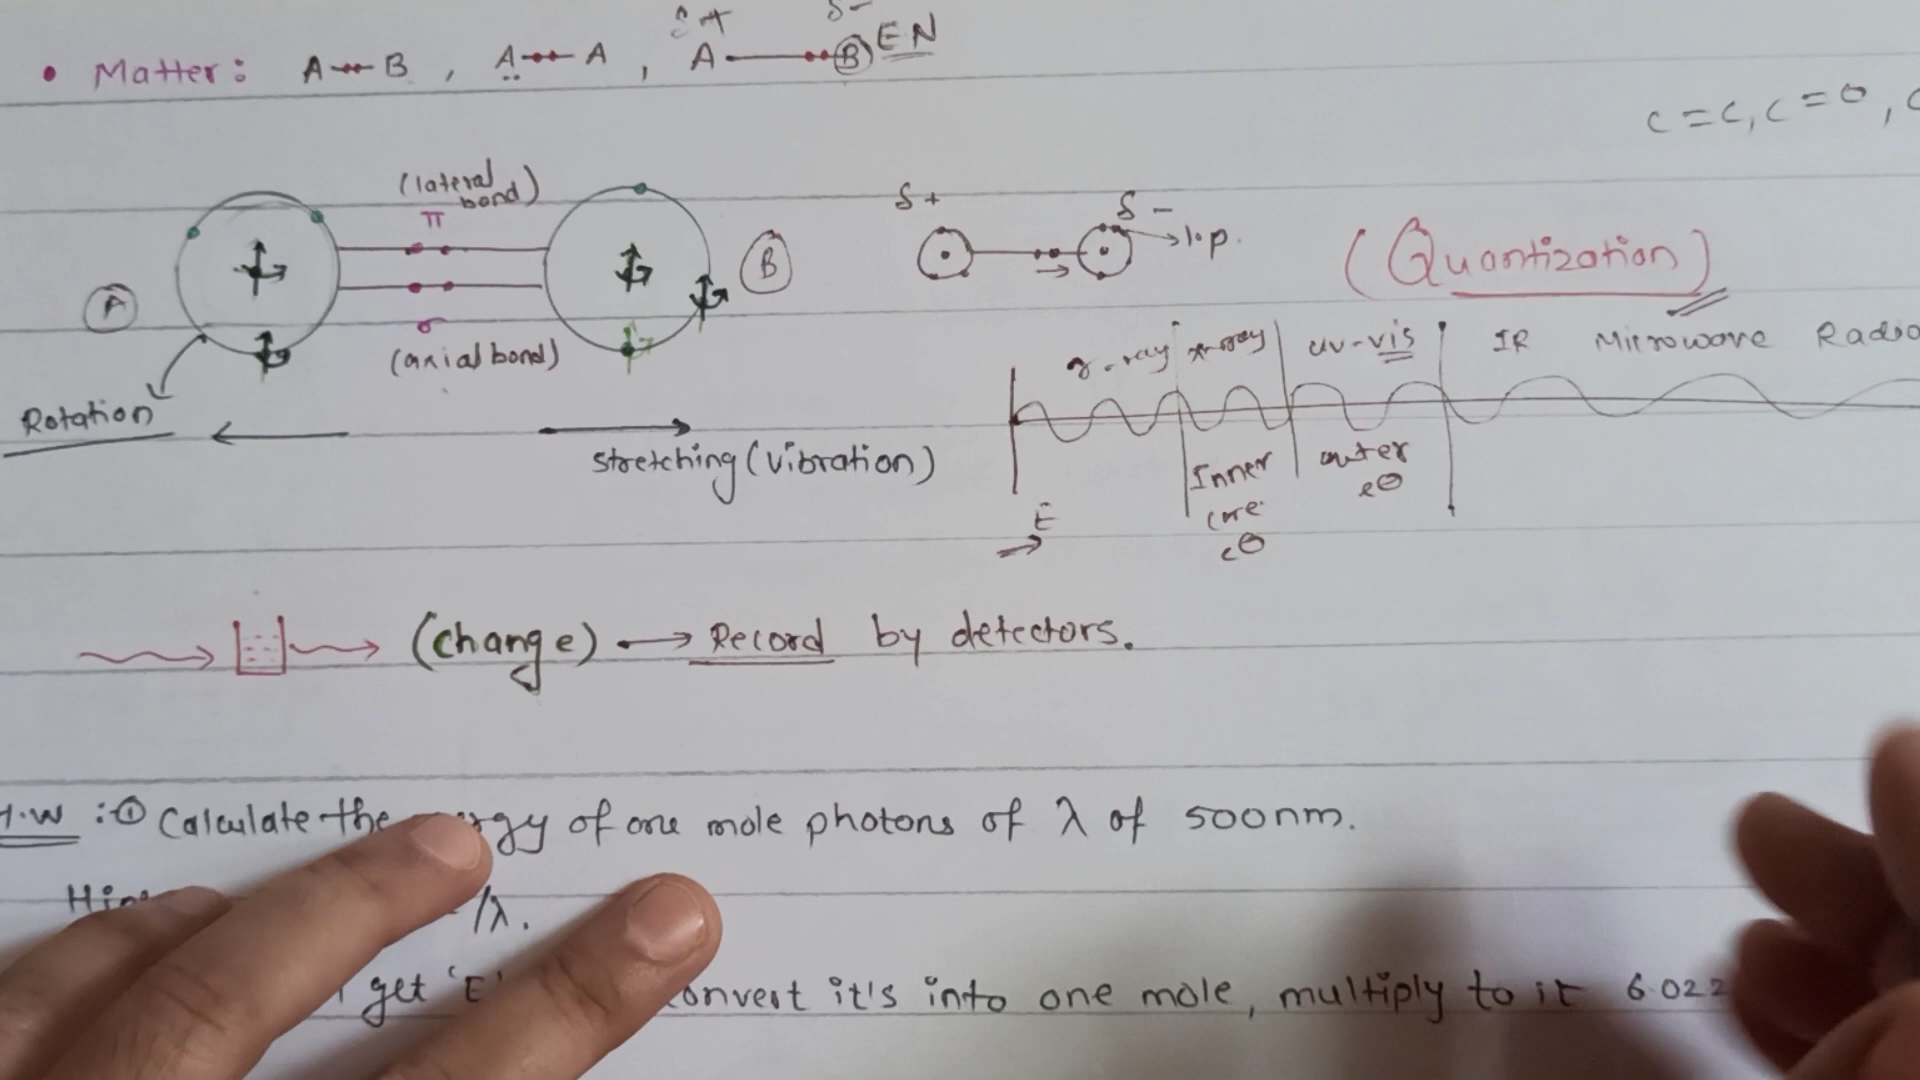 δ+ δ-
• Matter: A B , A A , A B EN
C=C, C=O,
(lateral bond)
π
A
B
σ
(axial bond)
Rotation
Stretching (Vibration)
δ+ δ-
l.p.
(Quantization)
γ-ray x-ray uv-vis IR Microwave Radio
Inner core e⊖
outer e⊖
E
(Change) → Record by detectors.
H.W :① Calculate the of one mole photons of λ of 500nm.
/λ.
get 'E' convert it's into one mole, multiply to it 6.022